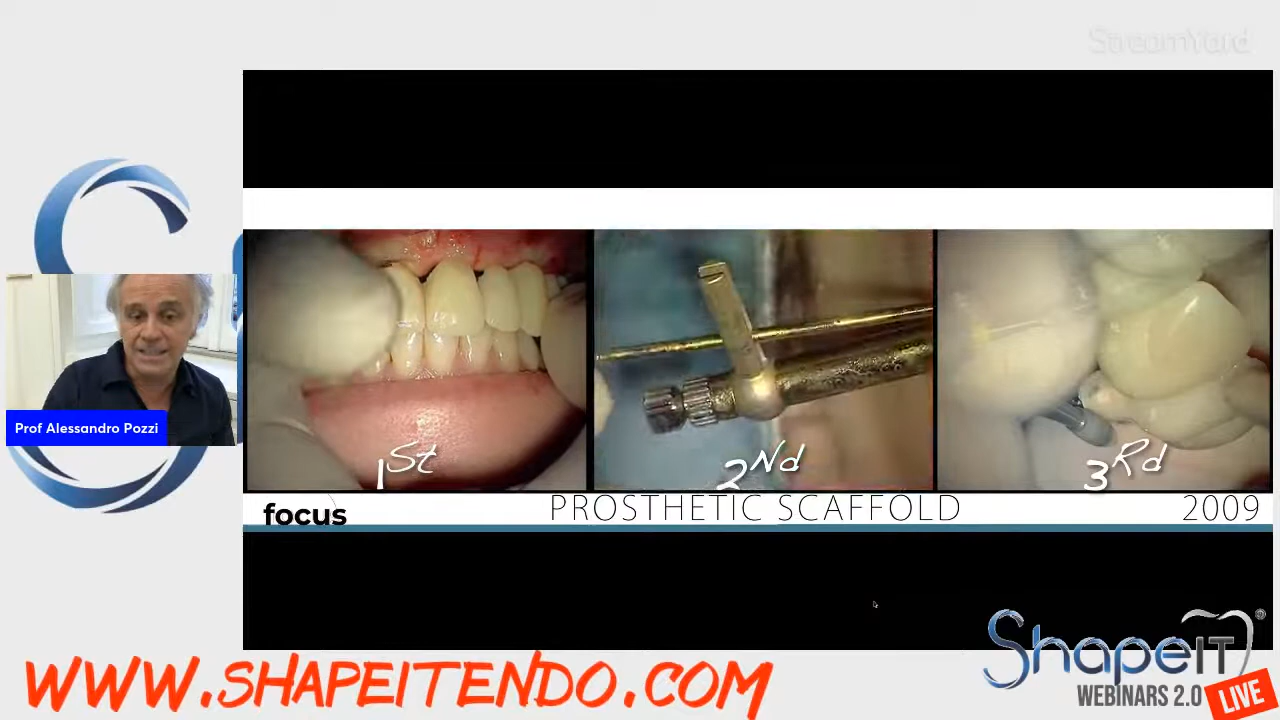 StreamYard
Prof Alessandro Pozzi
1St
2Nd
3Rd
focus
PROSTHETIC SCAFFOLD
2009
ShapeIT®
WEBINARS 2.0
LIVE
WWW.SHAPEITENDO.COM